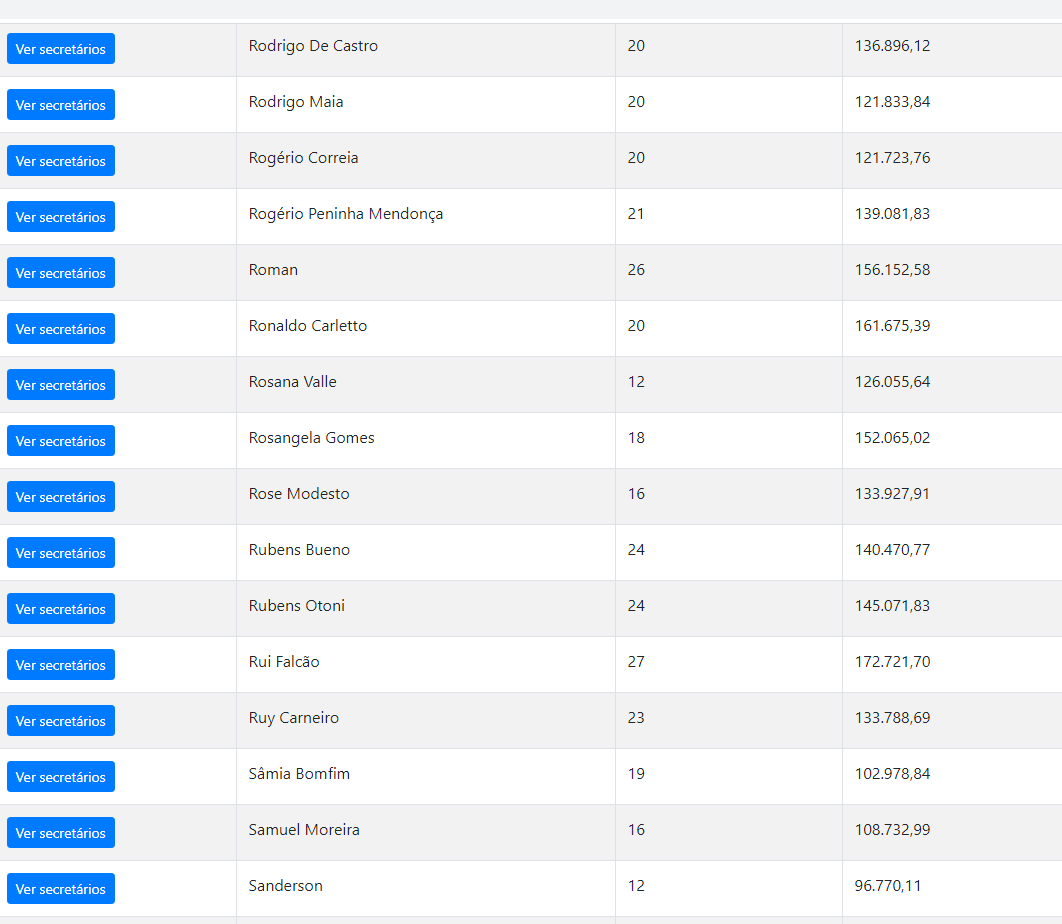 Ver secretários Rodrigo De Castro 20 136.896,12
Ver secretários Rodrigo Maia 20 121.833,84
Ver secretários Rogério Correia 20 121.723,76
Ver secretários Rogério Peninha Mendonça 21 139.081,83
Ver secretários Roman 26 156.152,58
Ver secretários Ronaldo Carletto 20 161.675,39
Ver secretários Rosana Valle 12 126.055,64
Ver secretários Rosangela Gomes 18 152.065,02
Ver secretários Rose Modesto 16 133.927,91
Ver secretários Rubens Bueno 24 140.470,77
Ver secretários Rubens Otoni 24 145.071,83
Ver secretários Rui Falcão 27 172.721,70
Ver secretários Ruy Carneiro 23 133.788,69
Ver secretários Sâmia Bomfim 19 102.978,84
Ver secretários Samuel Moreira 16 108.732,99
Ver secretários Sanderson 12 96.770,11